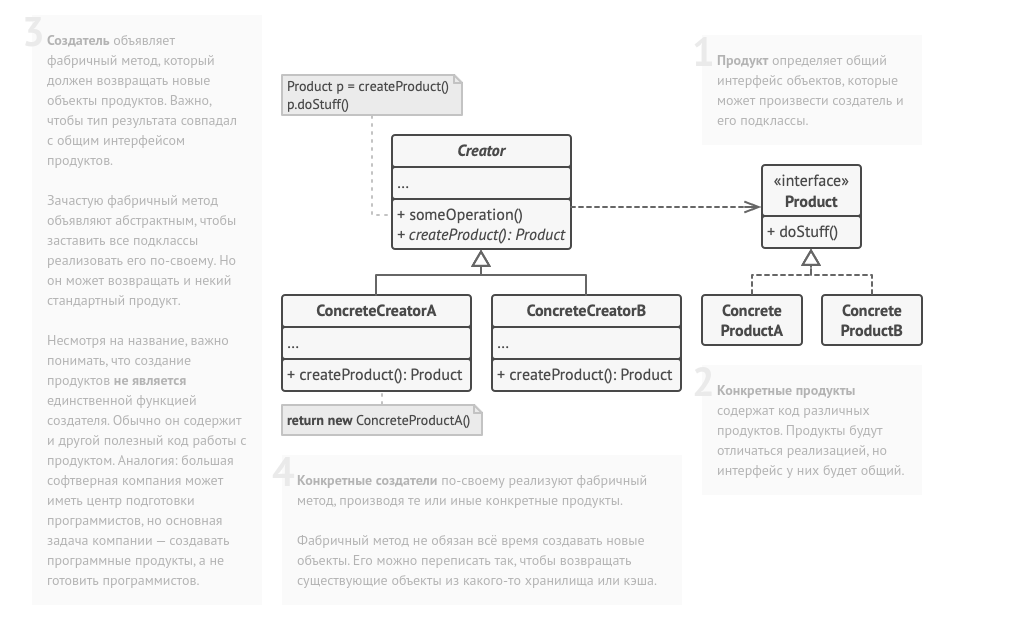 3
Создатель объявляет
фабричный метод, который
должен возвращать новые
объекты продуктов. Важно,
чтобы тип результата совпадал
с общим интерфейсом
продуктов.
Зачастую фабричный метод
объявляют абстрактным, чтобы
заставить все подклассы
реализовать его по-своему. Но
он может возвращать и некий
стандартный продукт.
Несмотря на название, важно
понимать, что создание
продуктов не является
единственной функцией
создателя. Обычно он содержит
и другой полезный код работы с
продуктом. Аналогия: большая
софтверная компания может
иметь центр подготовки
программистов, но основная
задача компании — создавать
программные продукты, а не
готовить программистов.
Product p = createProduct()
p.doStuff()
Creator
...
+ someOperation()
+ createProduct(): Product
ConcreteCreatorA
...
+ createProduct(): Product
ConcreteCreatorB
...
+ createProduct(): Product
return new ConcreteProductA()
4
Конкретные создатели по-своему реализуют фабричный
метод, производя те или иные конкретные продукты.
Фабричный метод не обязан всё время создавать новые
объекты. Его можно переписать так, чтобы возвращать
существующие объекты из какого-то хранилища или кэша.
1
Продукт определяет общий
интерфейс объектов, которые
может произвести создатель и
его подклассы.
«interface»
Product
+ doStuff()
Concrete
ProductA
Concrete
ProductB
2
Конкретные продукты
содержат код различных
продуктов. Продукты будут
отличаться реализацией, но
интерфейс у них будет общий.